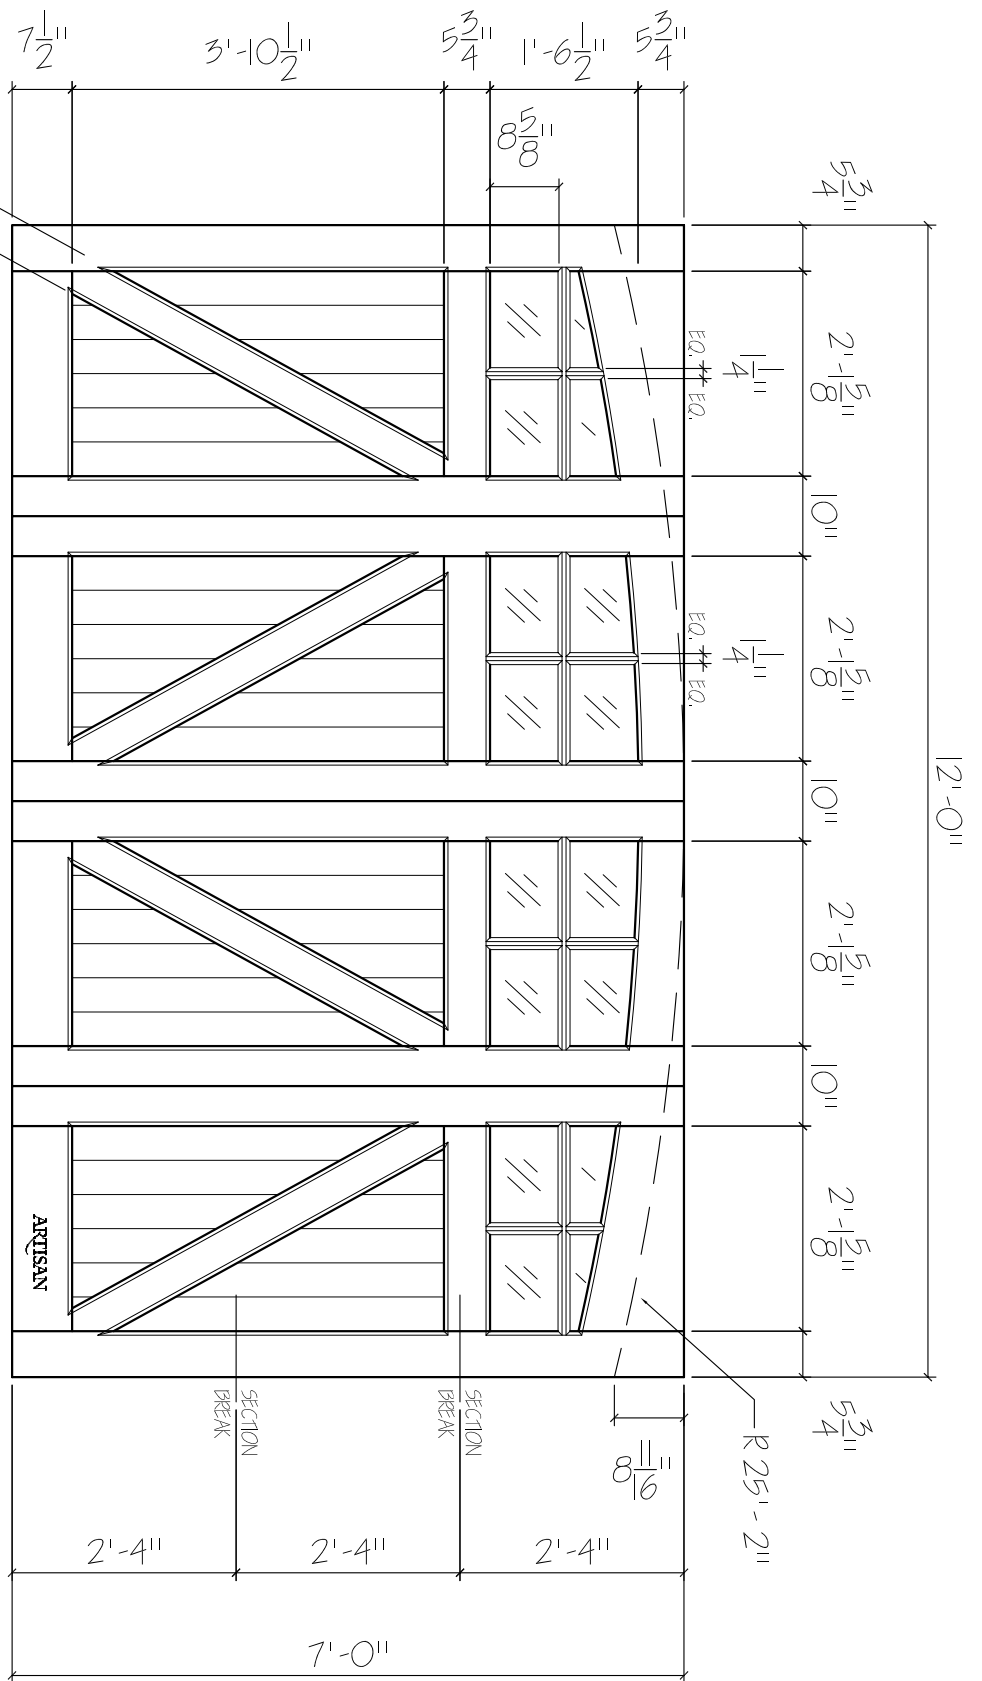 7 1/2"
3'-10 1/2"
5 3/4"
1'-6 1/2"
5 3/4"
8 5/8"
12'-0"
5 3/4"
2'-1 5/8"
10"
2'-1 5/8"
10"
2'-1 5/8"
10"
2'-1 5/8"
5 3/4"
1 1/4"
EQ.
EQ.
1 1/4"
EQ.
EQ.
R 25'-2"
8 11/16"
ARTISAN
SECTION
BREAK
SECTION
BREAK
2'-4"
2'-4"
2'-4"
7'-0"